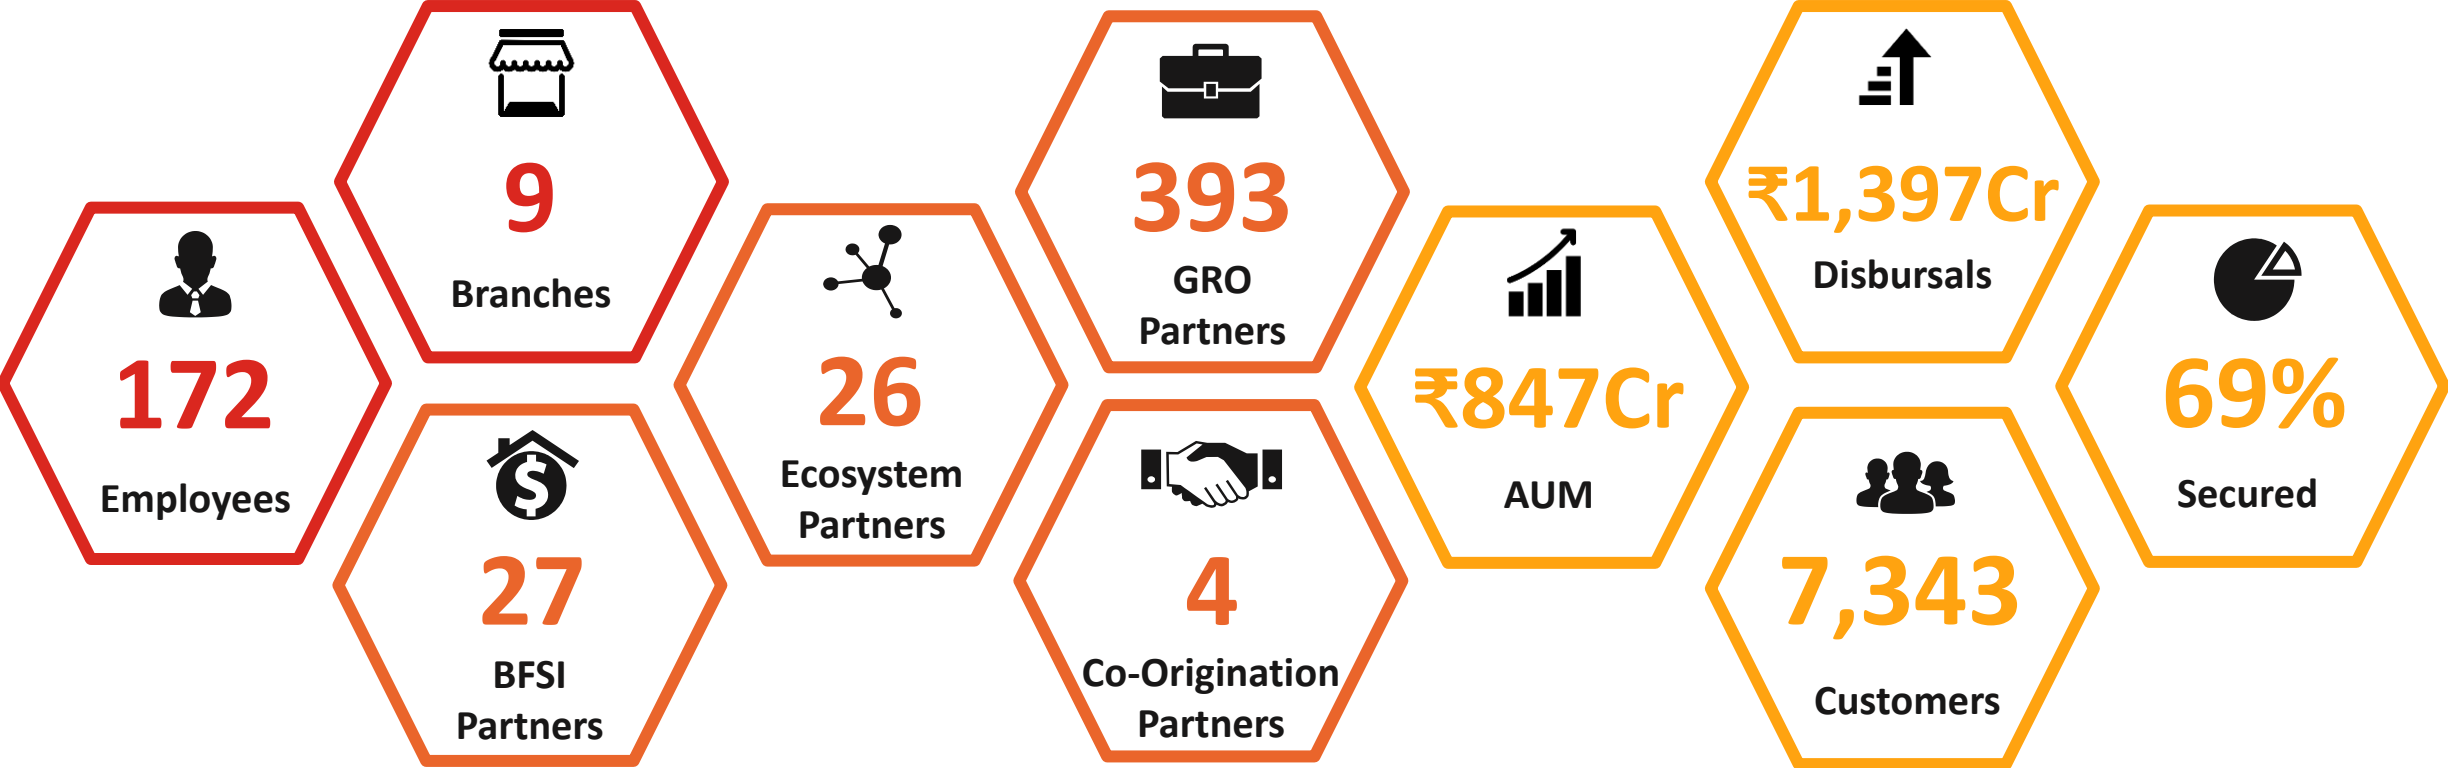 172
Employees
9
Branches
27
BFSI
Partners
26
Ecosystem
Partners
393
GRO
Partners
4
Co-Origination
Partners
₹847Cr
AUM
₹1,397Cr
Disbursals
7,343
Customers
69%
Secured